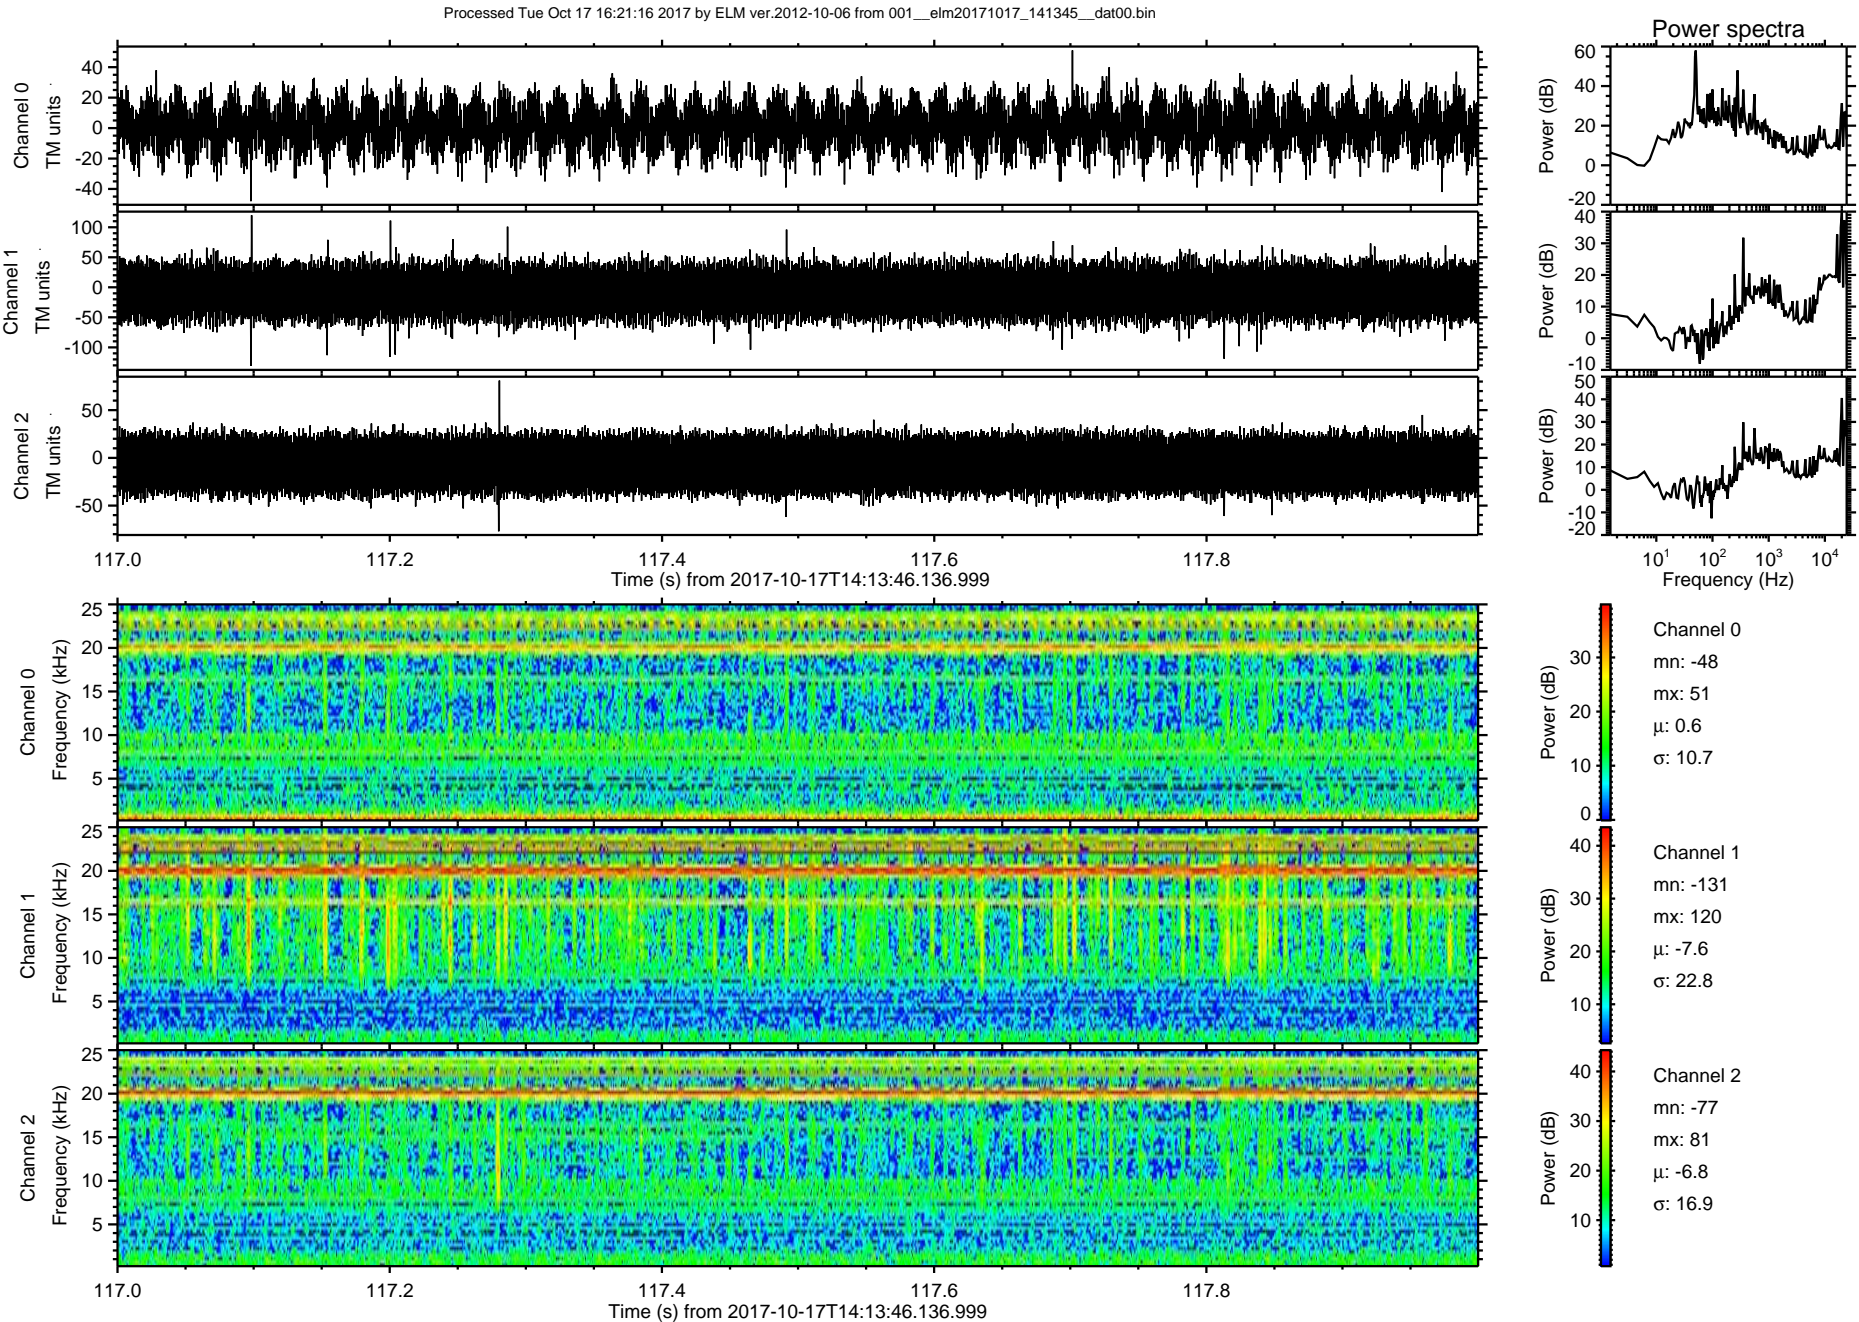 Processed Tue Oct 17 16:21:16 2017 by ELM ver.2012-10-06 from 001__elm20171017_141345__dat00.bin
Power spectra
Channel 0
TM units
40
20
0
-20
-40
Power (dB)
60
40
20
0
-20
Channel 1
TM units
100
50
0
-50
-100
Power (dB)
40
30
20
10
0
-10
Channel 2
TM units
50
0
-50
Power (dB)
50
40
30
20
10
0
-10
-20
117.0 117.2 117.4 117.6 117.8
Time (s) from 2017-10-17T14:13:46.136.999
10^1 10^2 10^3 10^4
Frequency (Hz)
Channel 0
Frequency (kHz)
25
20
15
10
5
Power (dB)
30
20
10
0
Channel 0
mn: -48
mx: 51
μ: 0.6
σ: 10.7
Channel 1
Frequency (kHz)
25
20
15
10
5
Power (dB)
40
30
20
10
Channel 1
mn: -131
mx: 120
μ: -7.6
σ: 22.8
Channel 2
Frequency (kHz)
25
20
15
10
5
Power (dB)
40
30
20
10
Channel 2
mn: -77
mx: 81
μ: -6.8
σ: 16.9
117.0 117.2 117.4 117.6 117.8
Time (s) from 2017-10-17T14:13:46.136.999